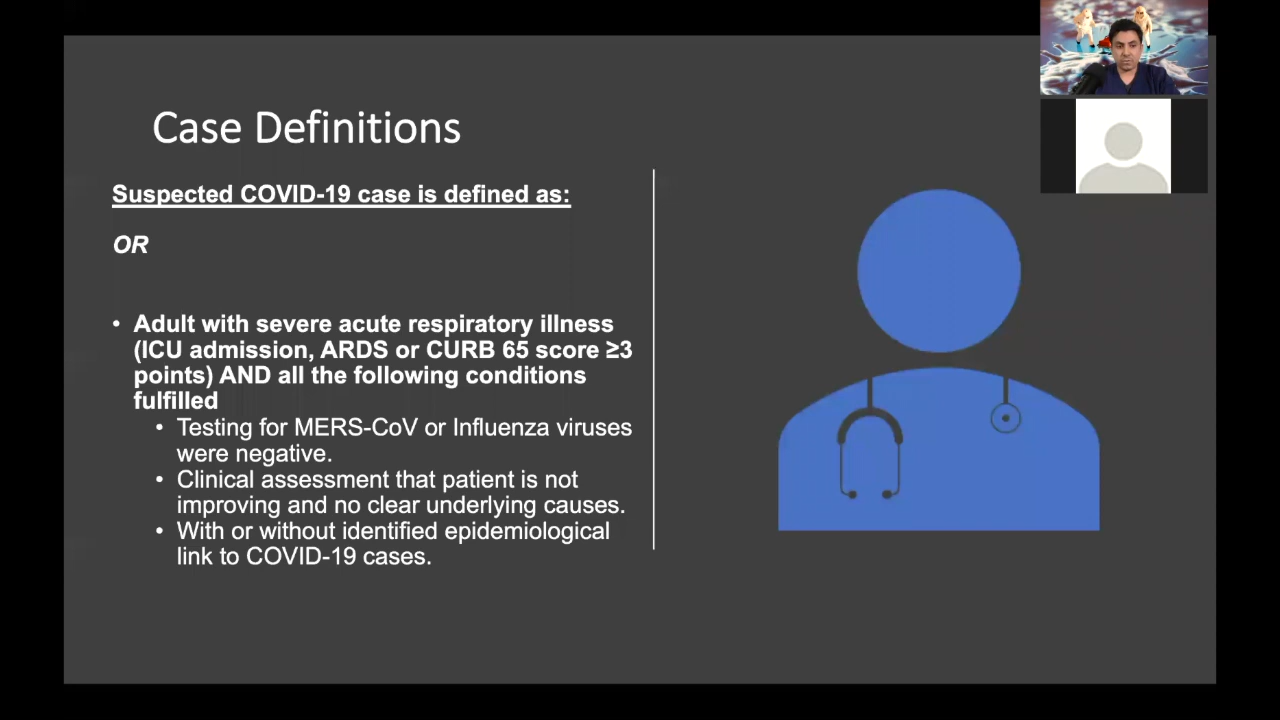 Case Definitions
Suspected COVID-19 case is defined as:
OR
• Adult with severe acute respiratory illness
(ICU admission, ARDS or CURB 65 score ≥3
points) AND all the following conditions
fulfilled
• Testing for MERS-CoV or Influenza viruses
were negative.
• Clinical assessment that patient is not
improving and no clear underlying causes.
• With or without identified epidemiological
link to COVID-19 cases.